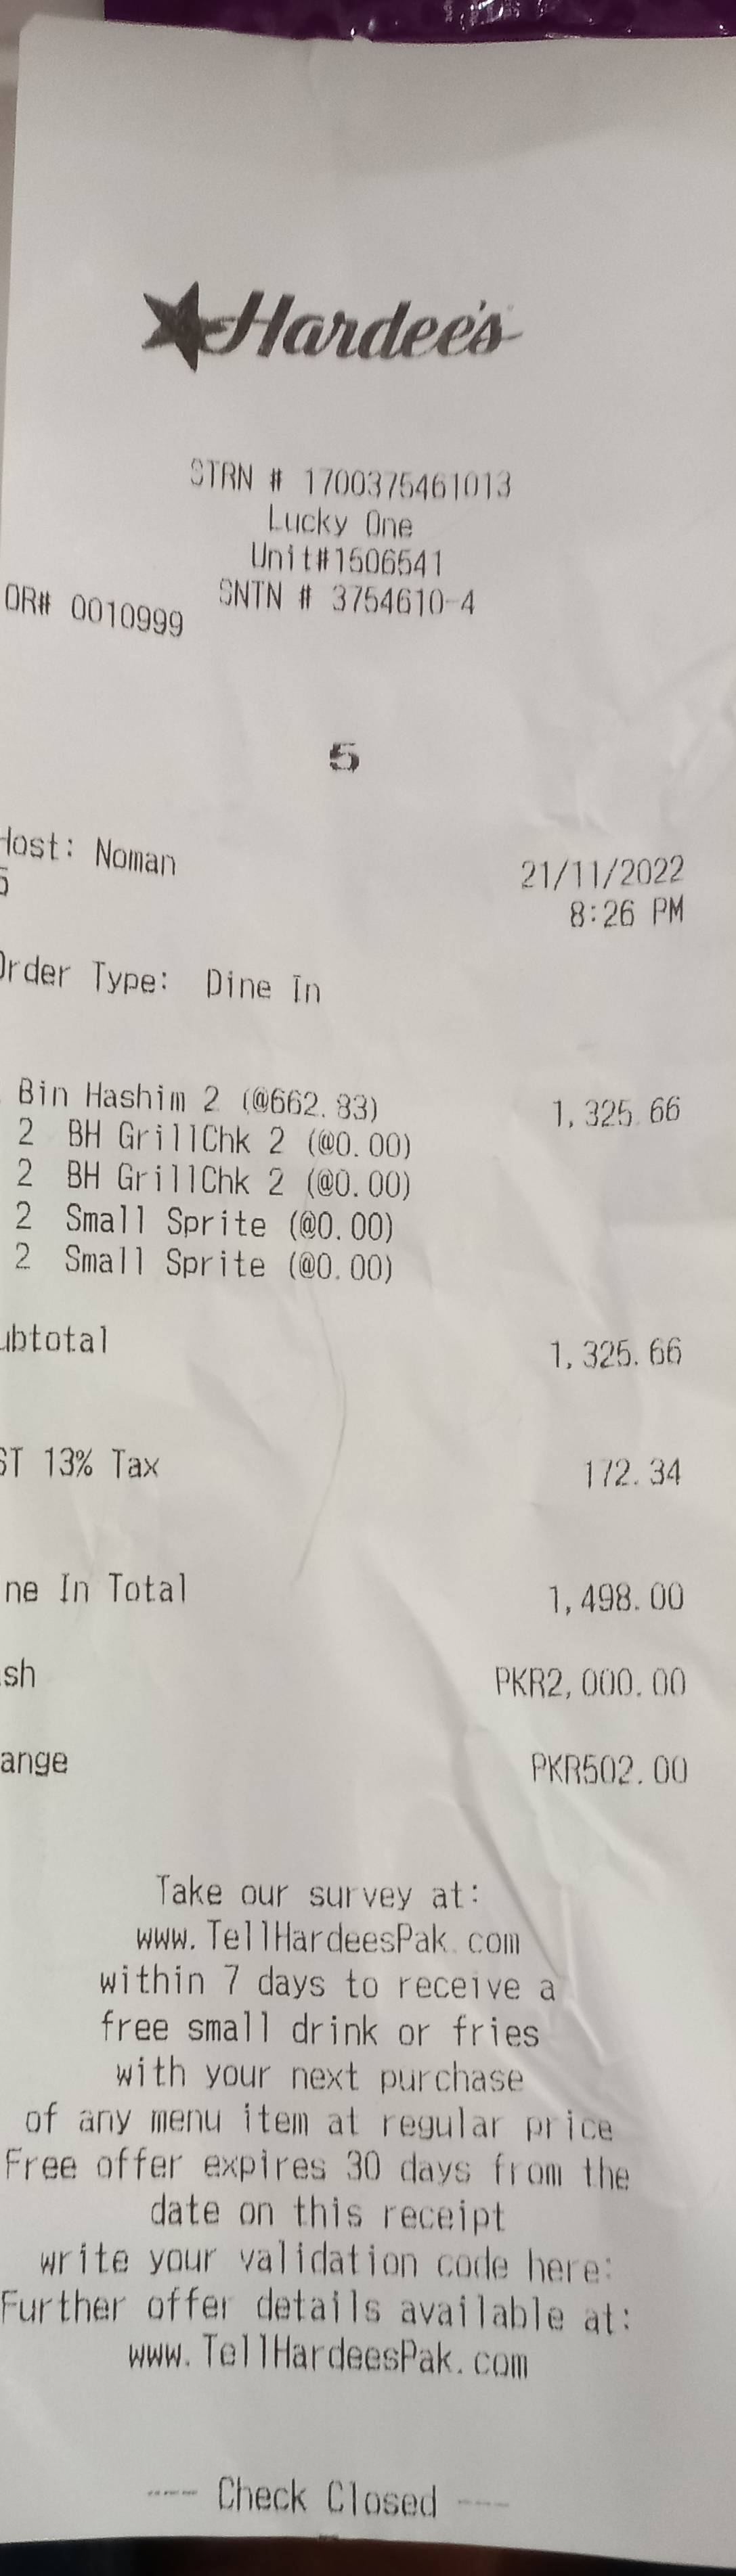 Hardee's
STRN # 1700375461013
Lucky One
Unit#1506541
OR# 0010999 SNTN # 3754610-4
5
Host: Noman 21/11/2022
5 8:26 PM
Order Type: Dine In
Bin Hashim 2 (@662.83) 1,325.66
2 BH GrillChk 2 (@0.00)
2 BH GrillChk 2 (@0.00)
2 Small Sprite (@0.00)
2 Small Sprite (@0.00)
ubtotal 1,325.66
ST 13% Tax 172.34
ne In Total 1,498.00
sh PKR2,000.00
ange PKR502.00
Take our survey at:
www.TellHardeesPak.com
within 7 days to receive a
free small drink or fries
with your next purchase
of any menu item at regular price
Free offer expires 30 days from the
date on this receipt
write your validation code here:
Further offer details available at:
www.TellHardeesPak.com
--- Check Closed ---